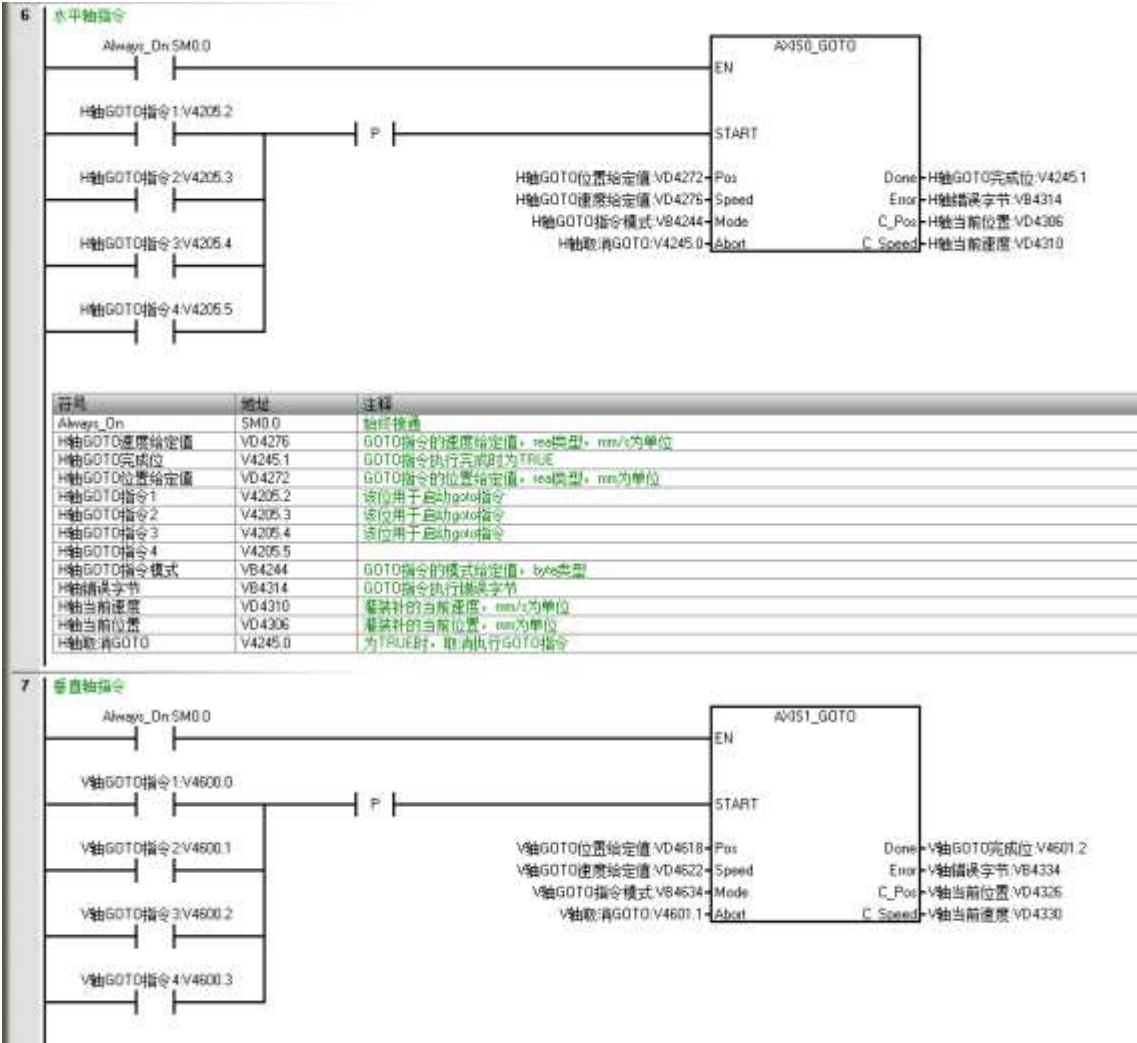 6 水平轴指令
Always_On:SM0.0
AXIS0_GOTO
EN
H轴GOTO指令1:V4205.2
P
START
H轴GOTO指令2:V4205.3
H轴GOTO位置给定值:VD4272 Pos Done H轴GOTO完成位:V4245.1
H轴GOTO速度给定值:VD4276 Speed Error H轴错误字节:VB4314
H轴GOTO指令模式:VB4244 Mode C_Pos H轴当前位置:VD4306
H轴GOTO指令3:V4205.4
H轴取消GOTO:V4245.0 Abort C_Speed H轴当前速度:VD4310
H轴GOTO指令4:V4205.5
符号 地址 注释
Always_On SM0.0 始终接通
H轴GOTO速度给定值 VD4276 GOTO指令的速度给定值，real类型，mm/s为单位
H轴GOTO完成位 V4245.1 GOTO指令执行完成时为TRUE
H轴GOTO位置给定值 VD4272 GOTO指令的位置给定值，real类型，mm为单位
H轴GOTO指令1 V4205.2 该位用于启动goto指令
H轴GOTO指令2 V4205.3 该位用于启动goto指令
H轴GOTO指令3 V4205.4 该位用于启动goto指令
H轴GOTO指令4 V4205.5
H轴GOTO指令模式 VB4244 GOTO指令的模式给定值，byte类型
H轴错误字节 VB4314 GOTO指令执行错误字节
H轴当前速度 VD4310 灌装针的当前速度，mm/s为单位
H轴当前位置 VD4306 灌装针的当前位置，mm为单位
H轴取消GOTO V4245.0 为TRUE时，取消执行GOTO指令
7 垂直轴指令
Always_On:SM0.0
AXIS1_GOTO
EN
V轴GOTO指令1:V4600.0
P
START
V轴GOTO指令2:V4600.1
V轴GOTO位置给定值:VD4618 Pos Done V轴GOTO完成位:V4601.2
V轴GOTO速度给定值:VD4622 Speed Error V轴错误字节:VB4334
V轴GOTO指令模式:VB4634 Mode C_Pos V轴当前位置:VD4326
V轴GOTO指令3:V4600.2
V轴取消GOTO:V4601.1 Abort C_Speed V轴当前速度:VD4330
V轴GOTO指令4:V4600.3